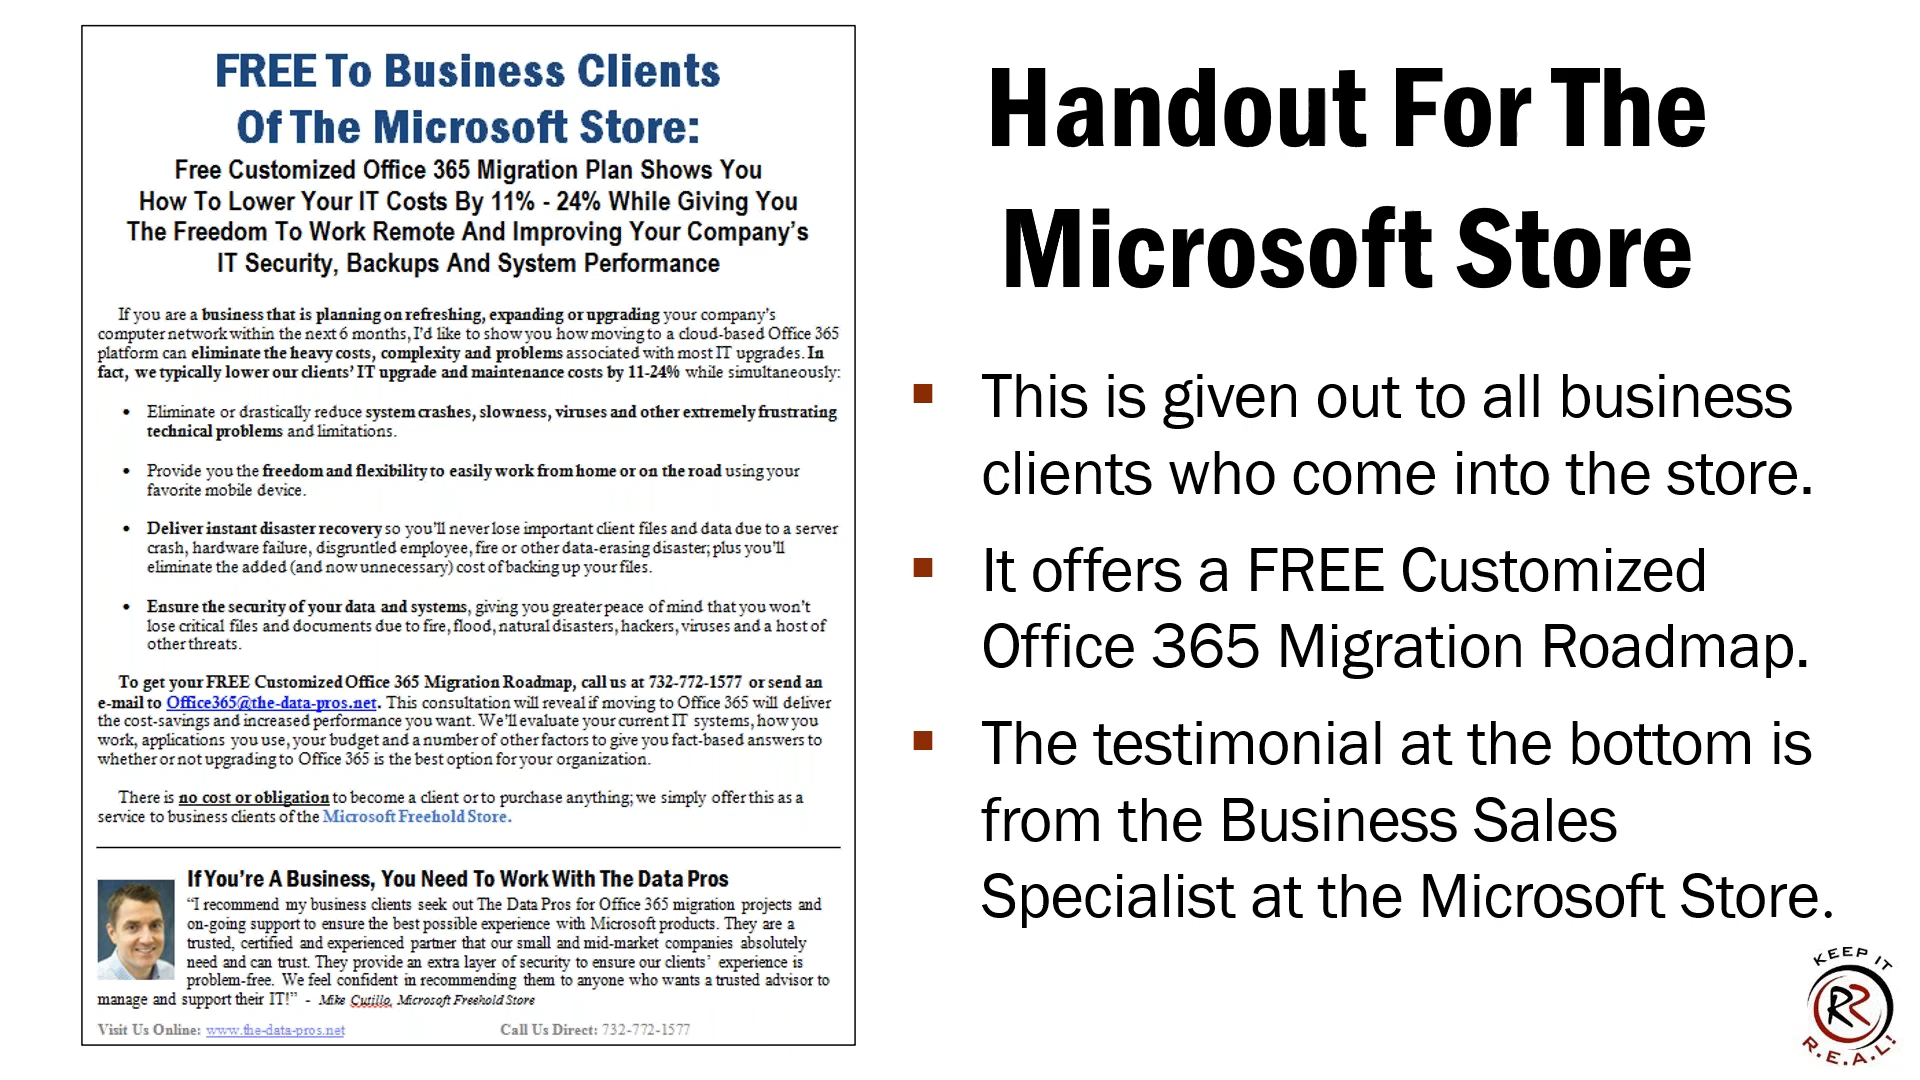 FREE To Business Clients
Of The Microsoft Store:
Free Customized Office 365 Migration Plan Shows You
How To Lower Your IT Costs By 11% - 24% While Giving You
The Freedom To Work Remote And Improving Your Company's
IT Security, Backups And System Performance
If you are a business that is planning on refreshing, expanding or upgrading your company's
computer network within the next 6 months, I'd like to show you how moving to a cloud-based Office 365
platform can eliminate the heavy costs, complexity and problems associated with most IT upgrades. In
fact, we typically lower our clients' IT upgrade and maintenance costs by 11-24% while simultaneously:
• Eliminate or drastically reduce system crashes, slowness, viruses and other extremely frustrating
technical problems and limitations.
• Provide you the freedom and flexibility to easily work from home or on the road using your
favorite mobile device.
• Deliver instant disaster recovery so you'll never lose important client files and data due to a server
crash, hardware failure, disgruntled employee, fire or other data-erasing disaster; plus you'll
eliminate the added (and now unnecessary) cost of backing up your files.
• Ensure the security of your data and systems, giving you greater peace of mind that you won't
lose critical files and documents due to fire, flood, natural disasters, hackers, viruses and a host of
other threats.
To get your FREE Customized Office 365 Migration Roadmap, call us at 732-772-1577 or send an
e-mail to Office365@the-data-pros.net. This consultation will reveal if moving to Office 365 will deliver
the cost-savings and increased performance you want. We'll evaluate your current IT systems, how you
work, applications you use, your budget and a number of other factors to give you fact-based answers to
whether or not upgrading to Office 365 is the best option for your organization.
There is no cost or obligation to become a client or to purchase anything; we simply offer this as a
service to business clients of the Microsoft Freehold Store.
If You're A Business, You Need To Work With The Data Pros
"I recommend my business clients seek out The Data Pros for Office 365 migration projects and
on-going support to ensure the best possible experience with Microsoft products. They are a
trusted, certified and experienced partner that our small and mid-market companies absolutely
need and can trust. They provide an extra layer of security to ensure our clients' experience is
problem-free. We feel confident in recommending them to anyone who wants a trusted advisor to
manage and support their IT!" - Mike Cutillo, Microsoft Freehold Store
Visit Us Online: www.the-data-pros.net Call Us Direct: 732-772-1577
Handout For The
Microsoft Store
This is given out to all business
clients who come into the store.
It offers a FREE Customized
Office 365 Migration Roadmap.
The testimonial at the bottom is
from the Business Sales
Specialist at the Microsoft Store.
KEEP IT
RR
R.E.A.L!